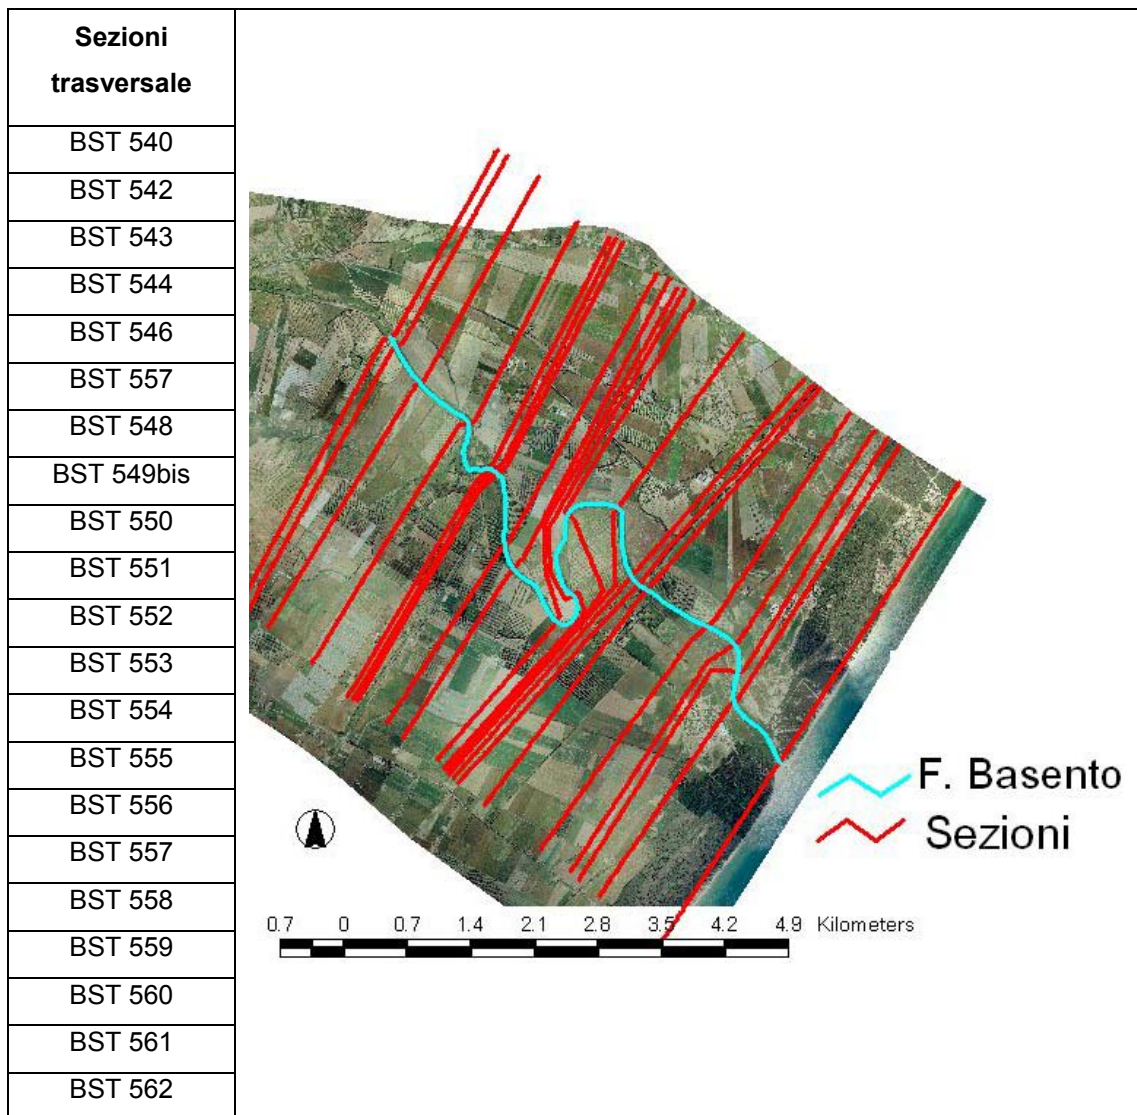 Sezioni
trasversale
BST 540
BST 542
BST 543
BST 544
BST 546
BST 557
BST 548
BST 549bis
BST 550
BST 551
BST 552
BST 553
BST 554
BST 555
BST 556
BST 557
BST 558
BST 559
BST 560
BST 561
BST 562
F. Basento
Sezioni
0.7 0 0.7 1.4 2.1 2.8 3.5 4.2 4.9 Kilometers